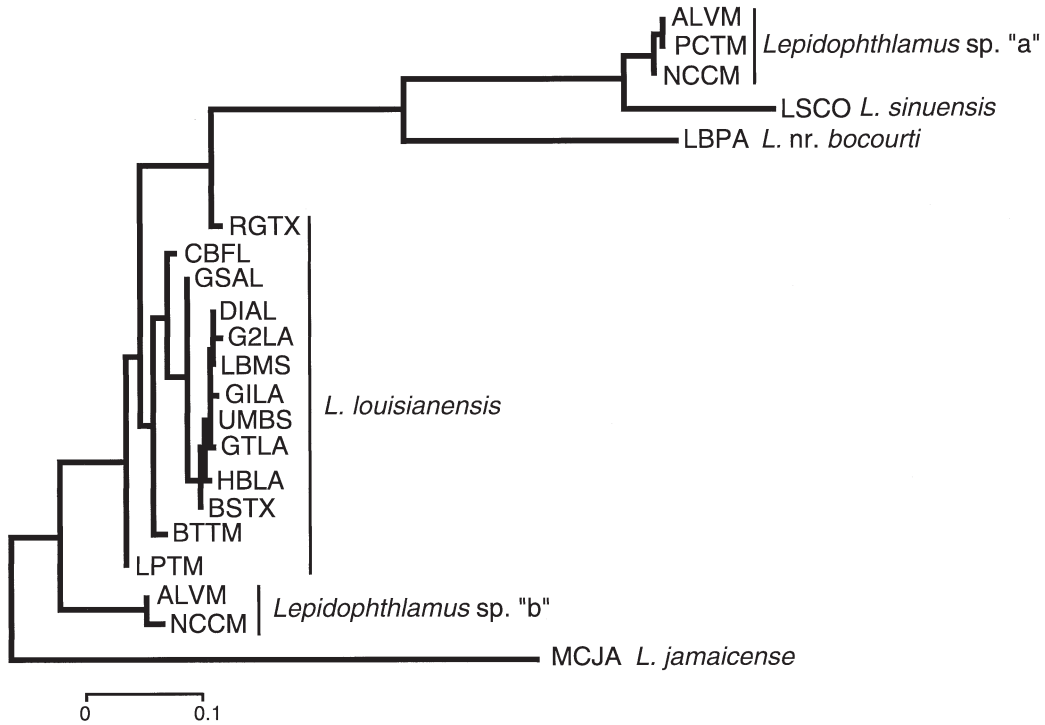 ALVM
PCTM
NCCM
Lepidophthlamus sp. "a"
LSCO L. sinuensis
LBPA L. nr. bocourti
RGTX
CBFL
GSAL
DIAL
G2LA
LBMS
GILA
UMBS
GTLA
HBLA
BSTX
BTTM
LPTM
L. louisianensis
ALVM
NCCM
Lepidophthlamus sp. "b"
MCJA L. jamaicense
0 0.1